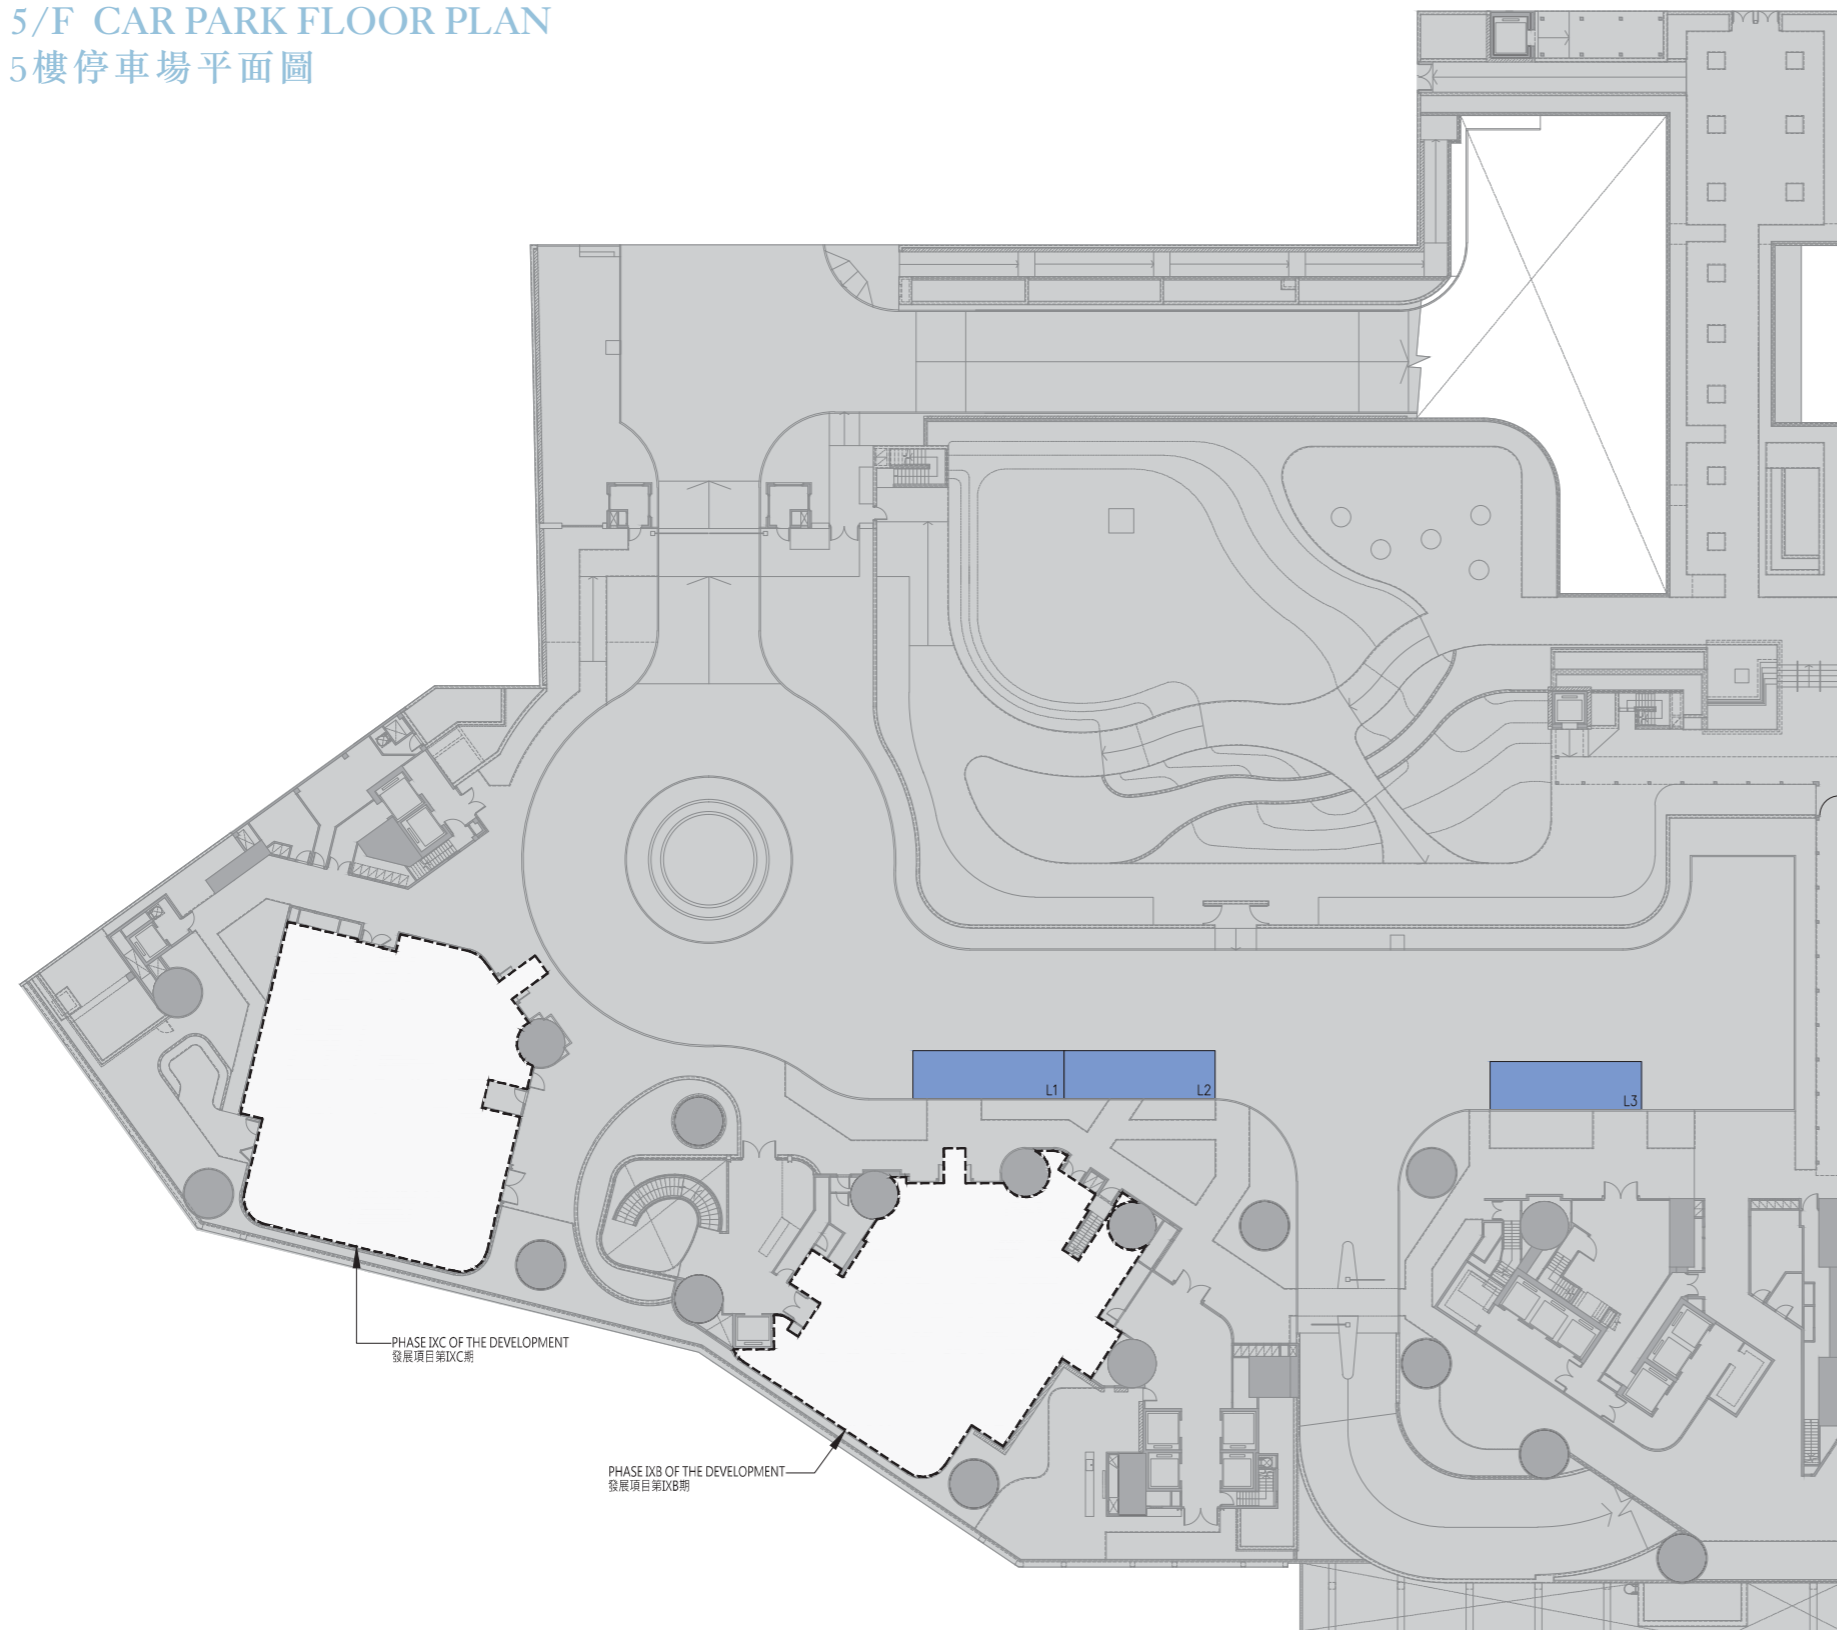 5/F CAR PARK FLOOR PLAN
5樓停車場平面圖
L1
L2
L3
PHASE IXC OF THE DEVELOPMENT
發展項目第IXC期
PHASE IXB OF THE DEVELOPMENT
發展項目第IXB期